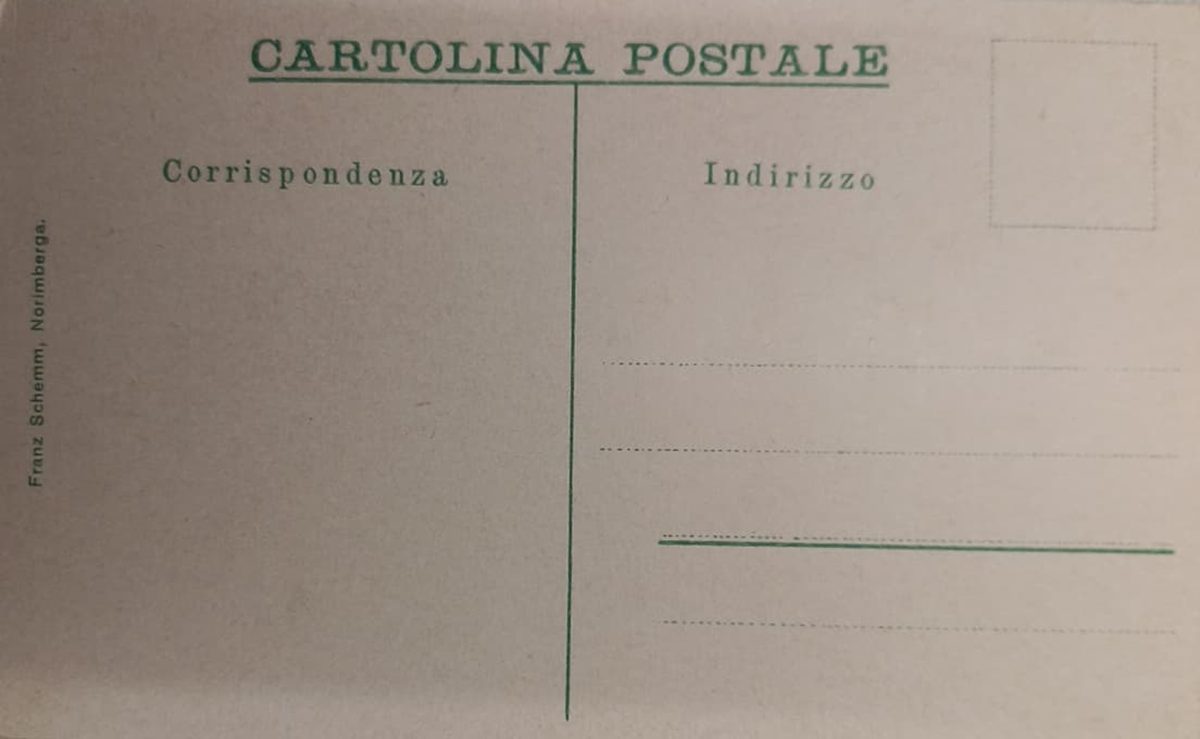 CARTOLINA POSTALE
Corrispondenza
Indirizzo
Franz Schemm, Norimberga.